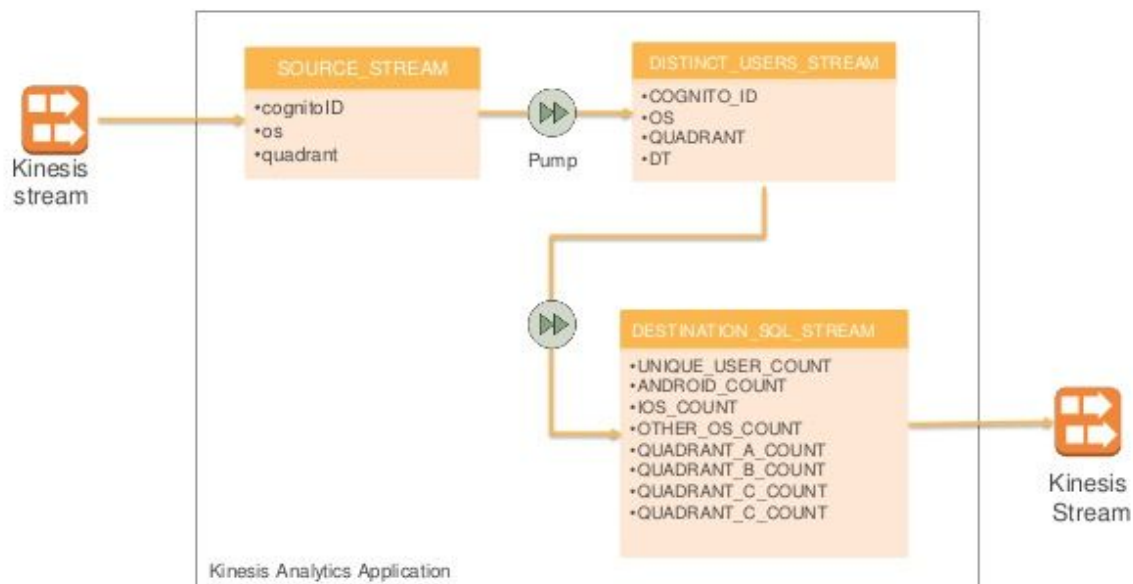 SOURCE_STREAM
•cognitoID
•os
•quadrant
Kinesis
stream
Pump
DISTINCT_USERS_STREAM
•COGNITO_ID
•OS
•QUADRANT
•DT
DESTINATION_SQL_STREAM
•UNIQUE_USER_COUNT
•ANDROID_COUNT
•IOS_COUNT
•OTHER_OS_COUNT
•QUADRANT_A_COUNT
•QUADRANT_B_COUNT
•QUADRANT_C_COUNT
•QUADRANT_C_COUNT
Kinesis
Stream
Kinesis Analytics Application